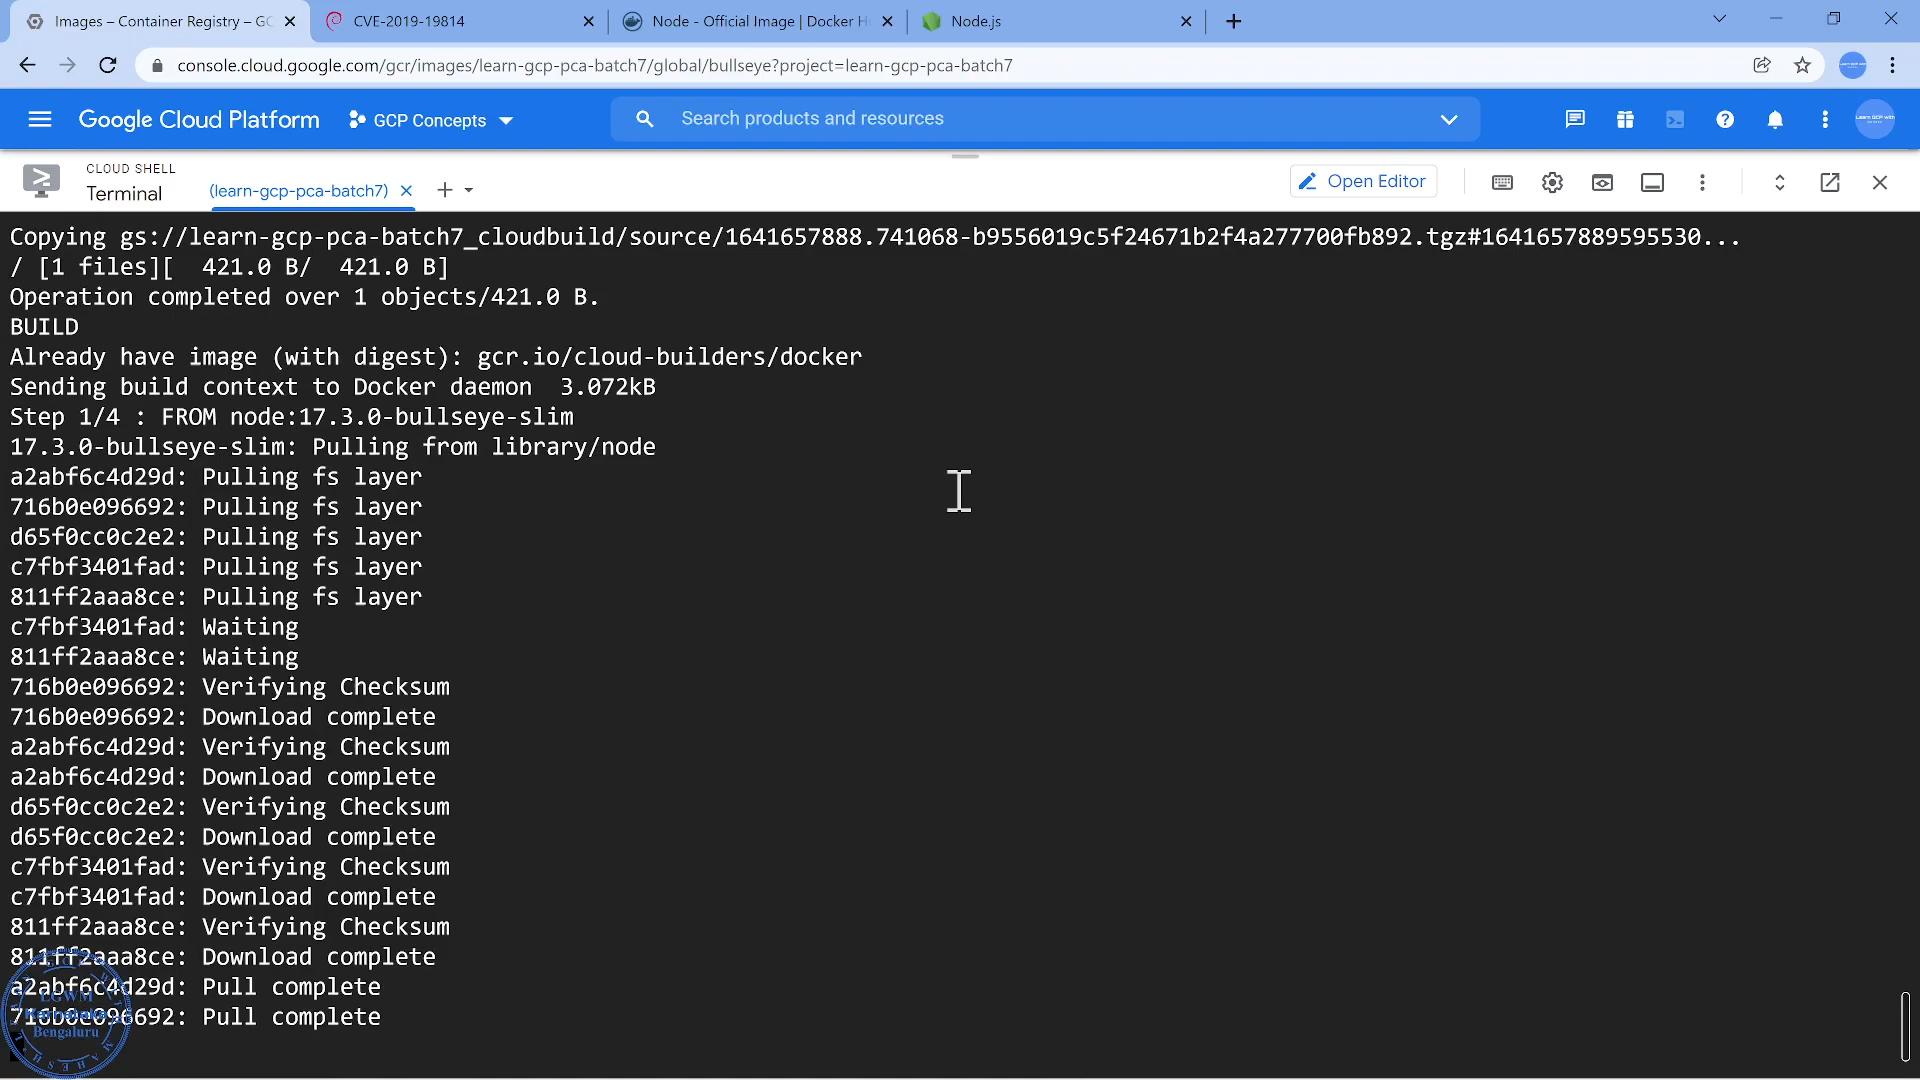 Images – Container Registry – GC
CVE-2019-19814
Node - Official Image | Docker H
Node.js
console.cloud.google.com/gcr/images/learn-gcp-pca-batch7/global/bullseye?project=learn-gcp-pca-batch7
Google Cloud Platform
GCP Concepts
Search products and resources
CLOUD SHELL
Terminal
(learn-gcp-pca-batch7)
Open Editor
Copying gs://learn-gcp-pca-batch7_cloudbuild/source/1641657888.741068-b9556019c5f24671b2f4a277700fb892.tgz#1641657889595530...
/ [1 files][  421.0 B/  421.0 B]
Operation completed over 1 objects/421.0 B.
BUILD
Already have image (with digest): gcr.io/cloud-builders/docker
Sending build context to Docker daemon  3.072kB
Step 1/4 : FROM node:17.3.0-bullseye-slim
17.3.0-bullseye-slim: Pulling from library/node
a2abf6c4d29d: Pulling fs layer
716b0e096692: Pulling fs layer
d65f0cc0c2e2: Pulling fs layer
c7fbf3401fad: Pulling fs layer
811ff2aaa8ce: Pulling fs layer
c7fbf3401fad: Waiting
811ff2aaa8ce: Waiting
716b0e096692: Verifying Checksum
716b0e096692: Download complete
a2abf6c4d29d: Verifying Checksum
a2abf6c4d29d: Download complete
d65f0cc0c2e2: Verifying Checksum
d65f0cc0c2e2: Download complete
c7fbf3401fad: Verifying Checksum
c7fbf3401fad: Download complete
811ff2aaa8ce: Verifying Checksum
811ff2aaa8ce: Download complete
a2abf6c4d29d: Pull complete
716b0e096692: Pull complete
LGWM
Karnataka
Bengaluru